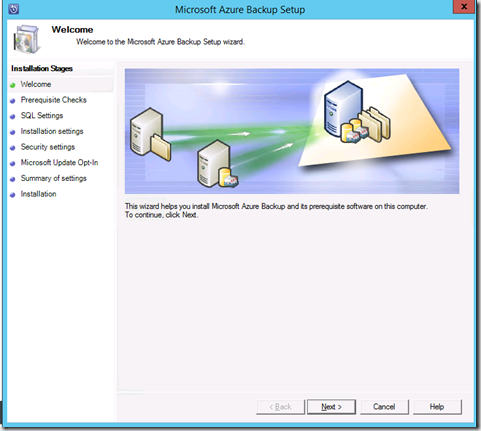 Microsoft Azure Backup Setup
x
Welcome
Welcome to the Microsoft Azure Backup Setup wizard.
Installation Stages
Welcome
Prerequisite Checks
SQL Settings
Installation settings
Security settings
Microsoft Update Opt-In
Summary of settings
Installation
This wizard helps you install Microsoft Azure Backup and its prerequisite software on this computer.
To continue, click Next.
< Back
Next >
Cancel
Help